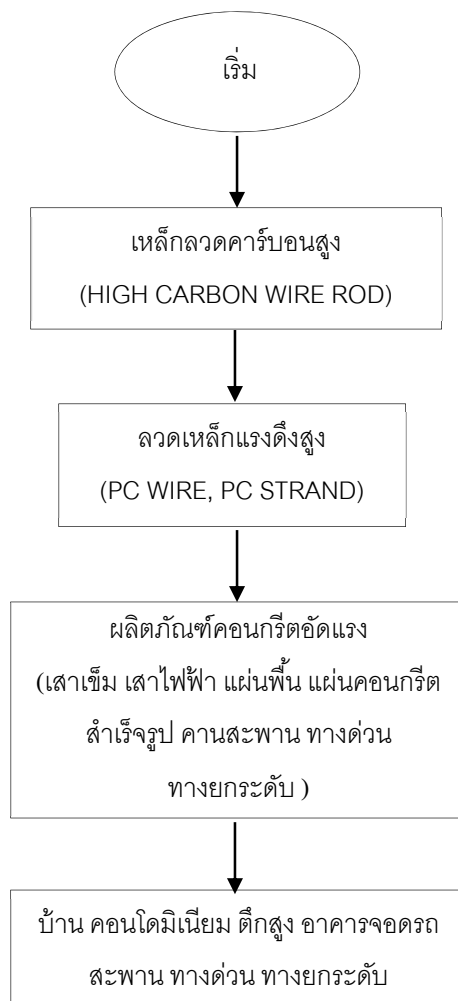 เริ่ม
เหล็กลวดคาร์บอนสูง
(HIGH CARBON WIRE ROD)
ลวดเหล็กแรงดึงสูง
(PC WIRE, PC STRAND)
ผลิตภัณฑ์คอนกรีตอัดแรง
(เสาเข็ม เสาไฟฟ้า แผ่นพื้น แผ่นคอนกรีต
สำเร็จรูป คานสะพาน ทางด่วน
ทางยกระดับ )
บ้าน คอนโดมิเนียม ตึกสูง อาคารจอดรถ
สะพาน ทางด่วน ทางยกระดับ